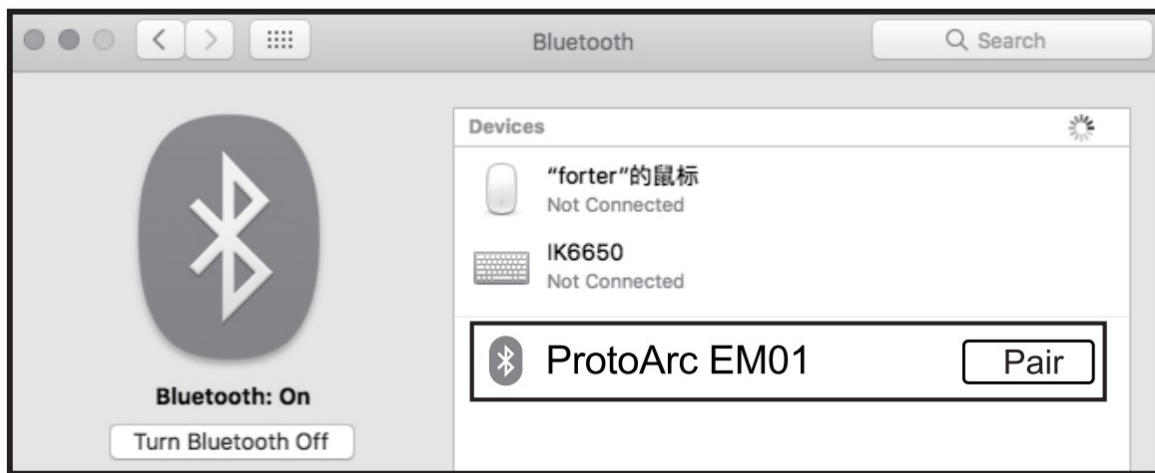 Bluetooth
Search
Devices
"forter"的鼠标
Not Connected
IK6650
Not Connected
ProtoArc EM01
Pair
Bluetooth: On
Turn Bluetooth Off